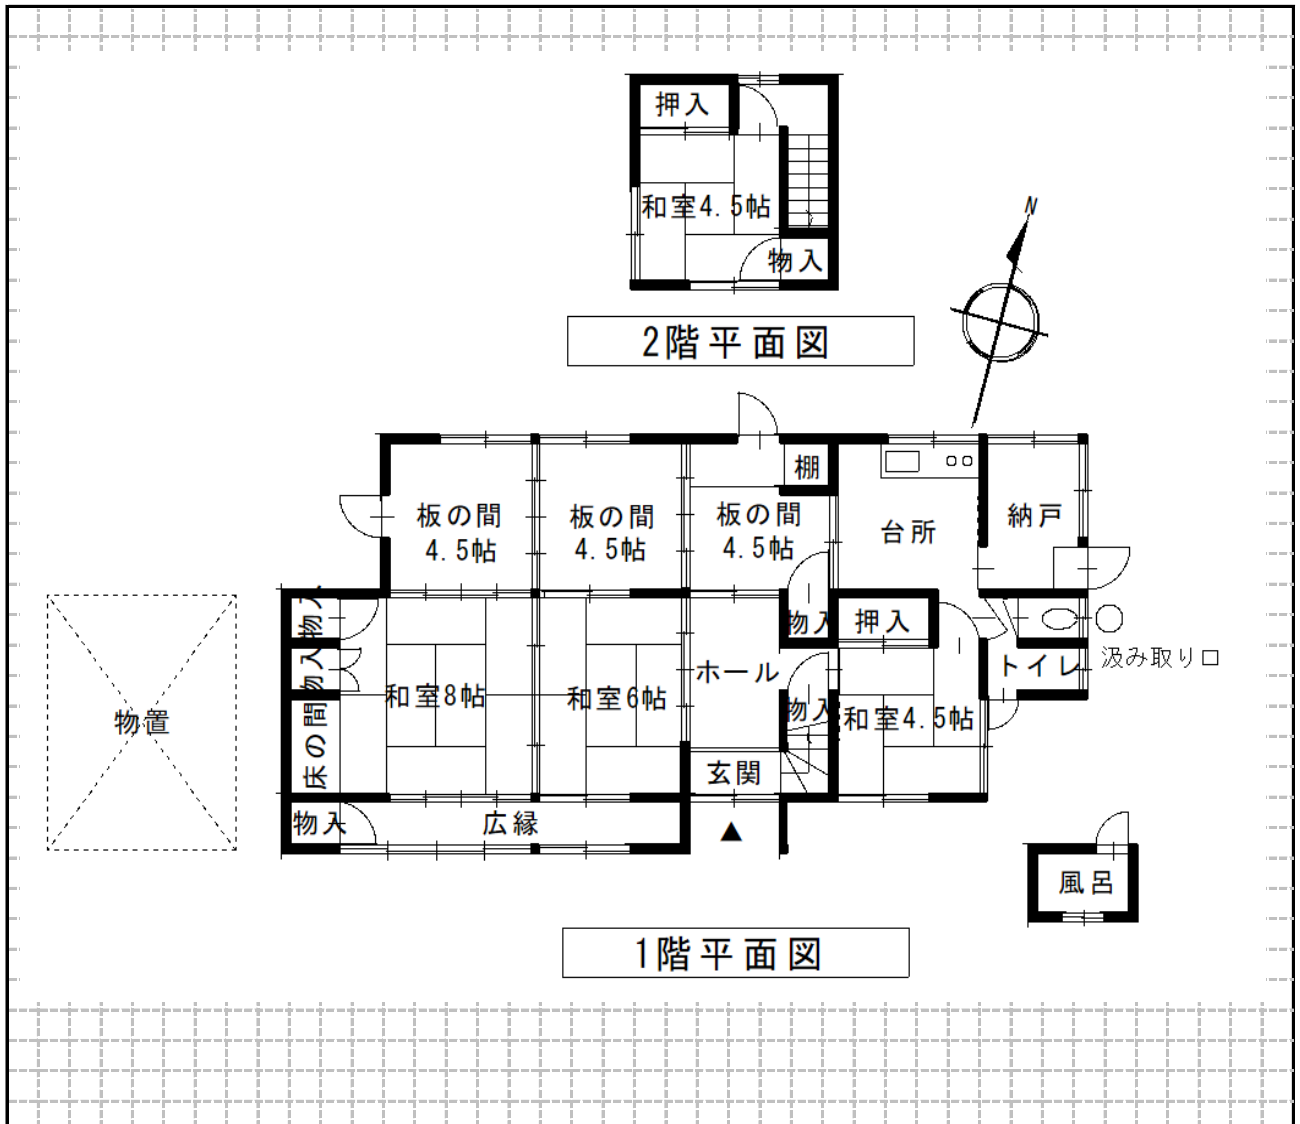 押入
和室4.5帖
物入
N
2階平面図
棚
板の間
4.5帖
板の間
4.5帖
板の間
4.5帖
台所
納戸
物入
物入
押入
物入
ホール
トイレ
汲み取り口
和室8帖
和室6帖
物入
和室4.5帖
物置
床の間
玄関
物入
広縁
風呂
1階平面図